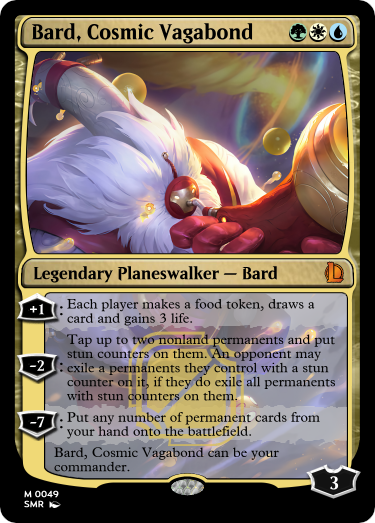 Bard, Cosmic Vagabond
Legendary Planeswalker — Bard
+1
: Each player makes a food token, draws a
card and gains 3 life.
-2
: Tap up to two nonland permanents and put
stun counters on them. An opponent may
exile a permanents they control with a stun
counter on it, if they do exile all permanents
with stun counters on them.
-7
: Put any number of permanent cards from
your hand onto the battlefield.
Bard, Cosmic Vagabond can be your
commander.
3
M 0049
SMR